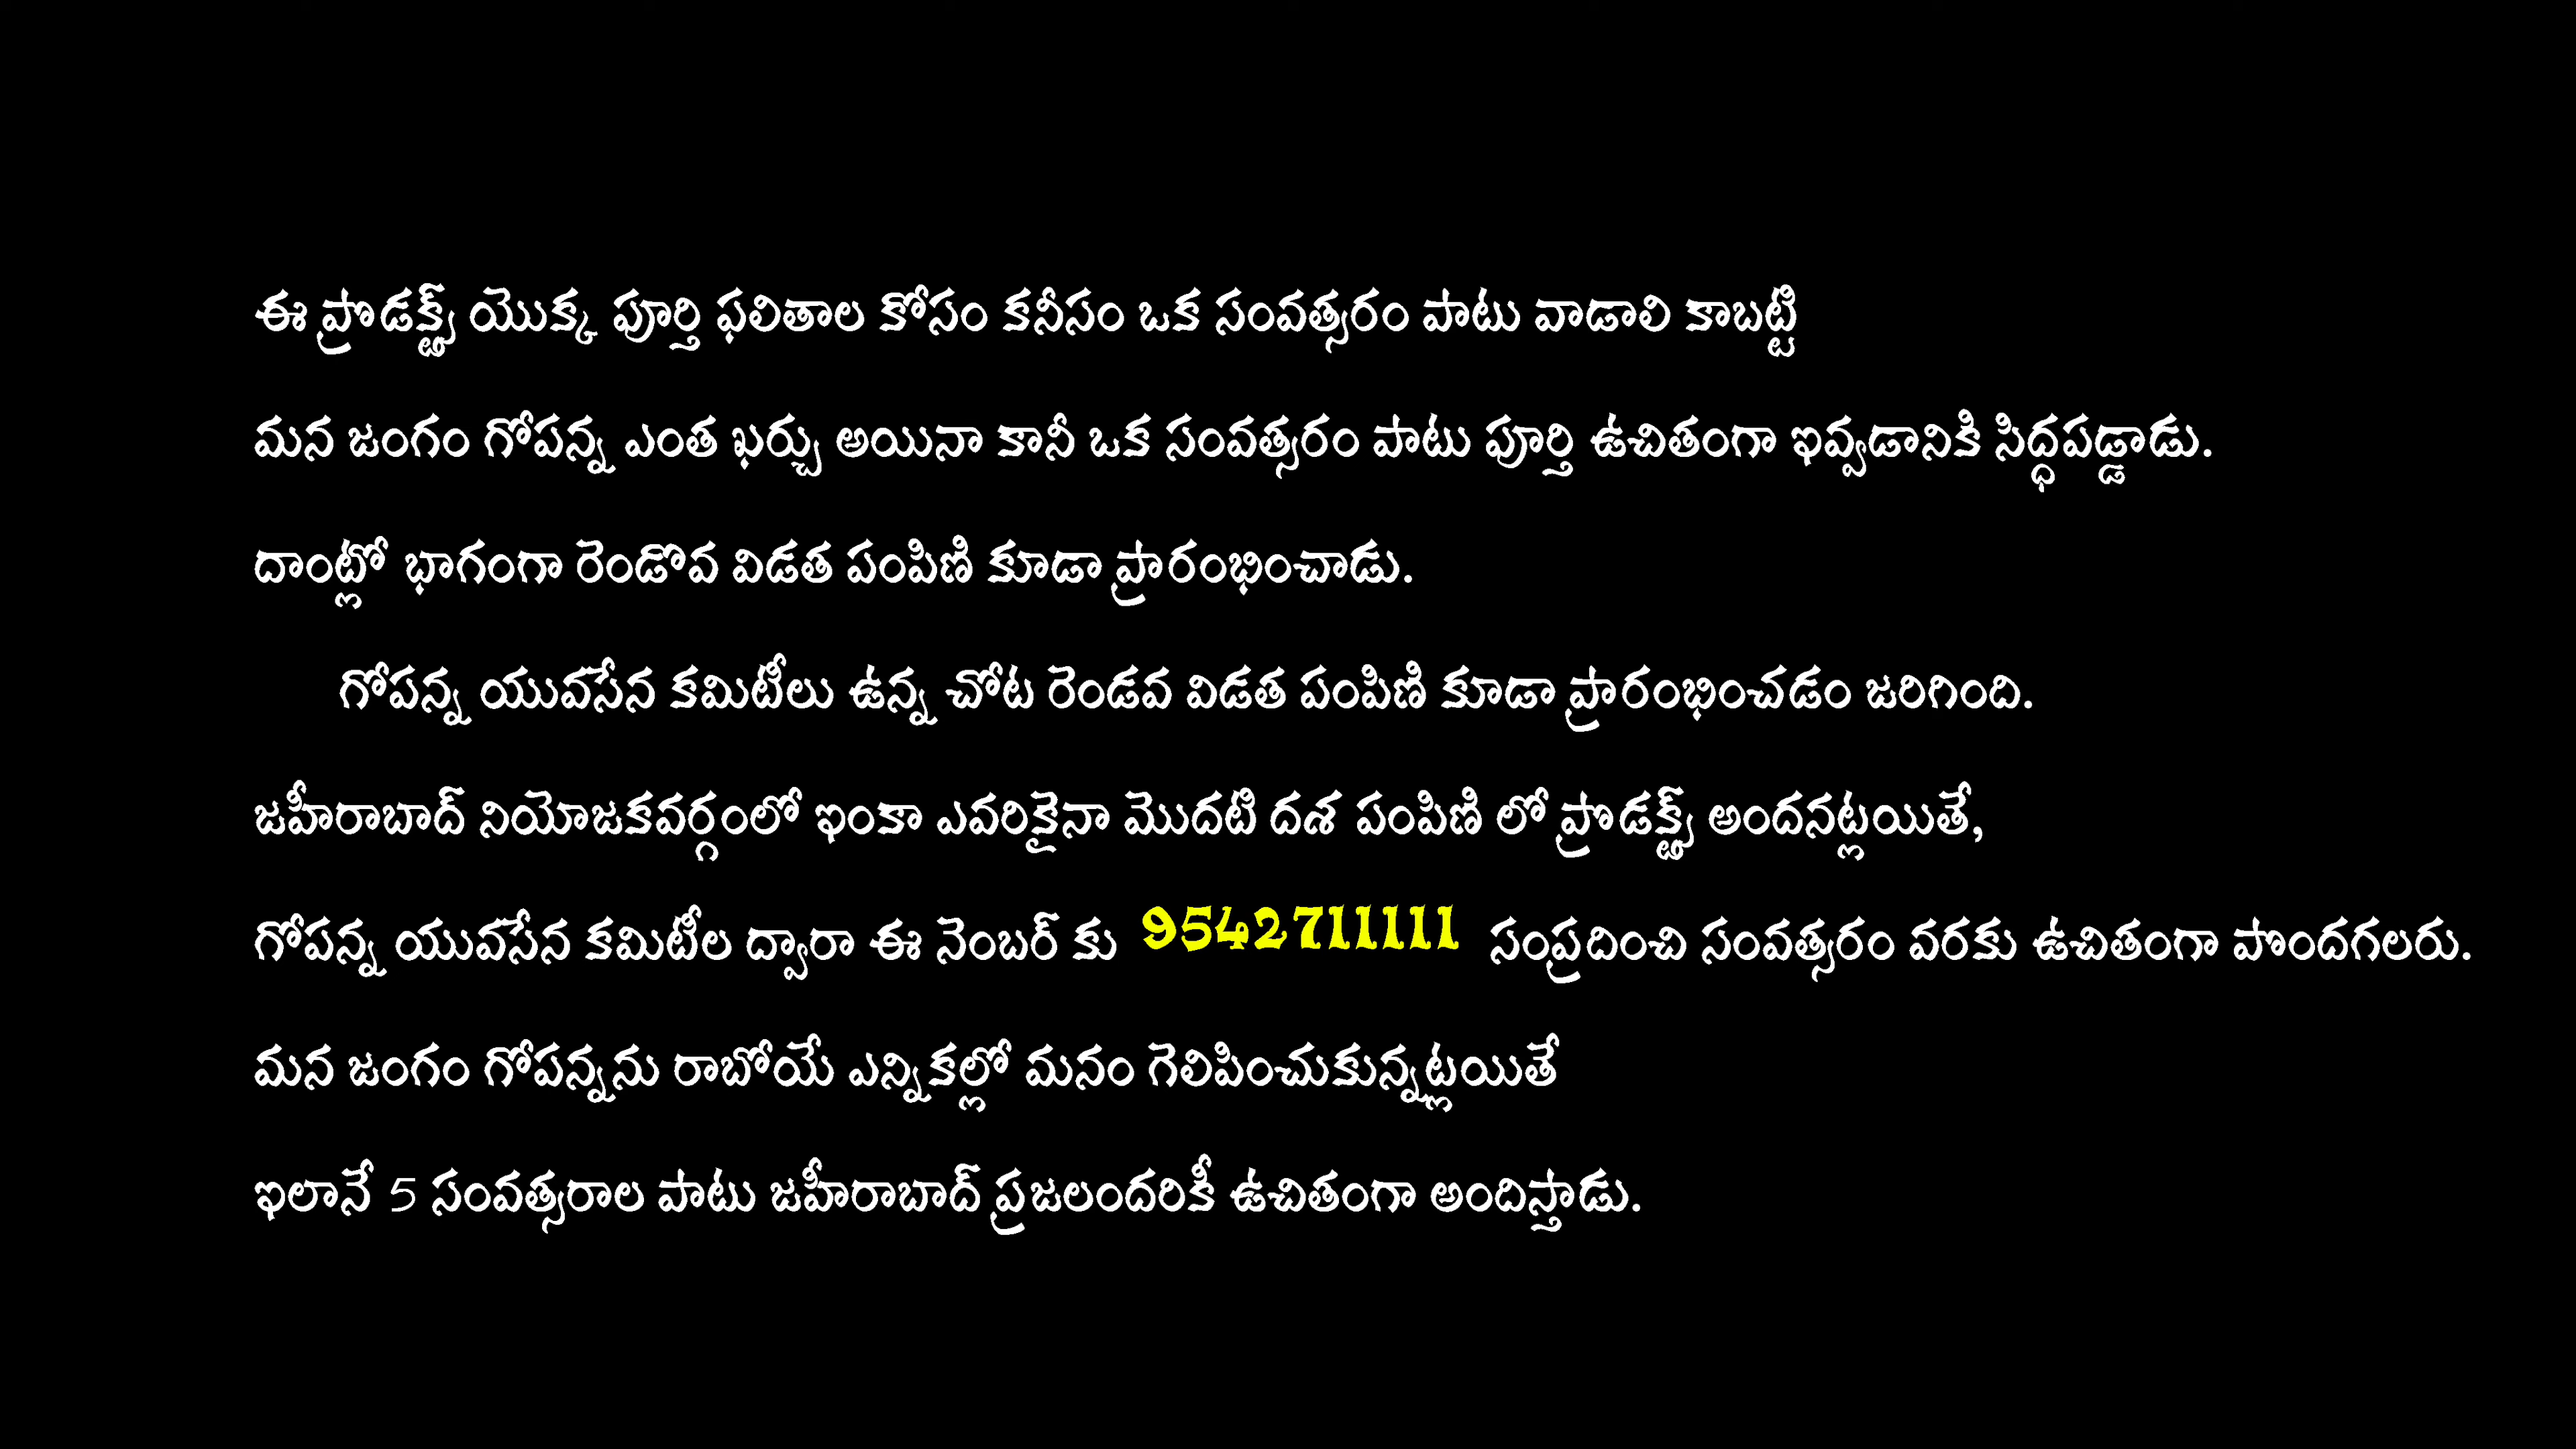 ఈ ప్రొడక్ట్స్ యొక్క పూర్తి ఫలితాల కోసం కనీసం ఒక సంవత్సరం పాటు వాడాలి కాబట్టి
మన జంగం గోపన్న ఎంత ఖర్చు అయినా కానీ ఒక సంవత్సరం పాటు పూర్తి ఉచితంగా ఇవ్వడానికి సిద్ధపడ్డాడు.
దాంట్లో భాగంగా రెండొవ విడత పంపిణి కూడా ప్రారంభించాడు.
గోపన్న యువసేన కమిటీలు ఉన్న చోట రెండవ విడత పంపిణి కూడా ప్రారంభించడం జరిగింది.
జహీరాబాద్ నియోజకవర్గంలో ఇంకా ఎవరికైనా మొదటి దశ పంపిణి లో ప్రొడక్ట్స్ అందనట్లయితే,
గోపన్న యువసేన కమిటీల ద్వారా ఈ నెంబర్ కు 9542711111 సంప్రదించి సంవత్సరం వరకు ఉచితంగా పొందగలరు.
మన జంగం గోపన్నను రాబోయే ఎన్నికల్లో మనం గెలిపించుకున్నట్లయితే
ఇలానే 5 సంవత్సరాల పాటు జహీరాబాద్ ప్రజలందరికీ ఉచితంగా అందిస్తాడు.